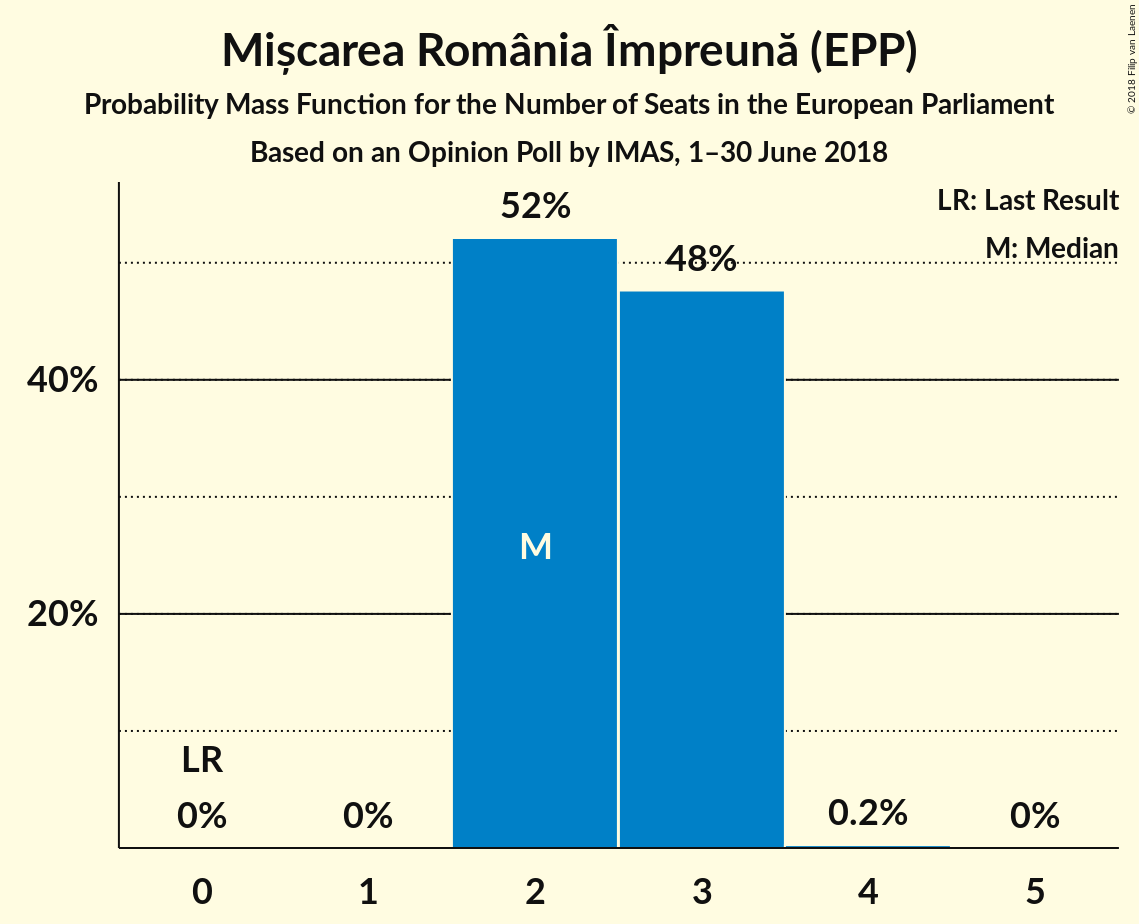 Mișcarea România Împreună (EPP)
Probability Mass Function for the Number of Seats in the European Parliament
Based on an Opinion Poll by IMAS, 1–30 June 2018
© 2018 Filip van Laenen
LR: Last Result
M: Median
52%
48%
40%
M
20%
LR
0%
0%
0.2%
0%
0
1
2
3
4
5